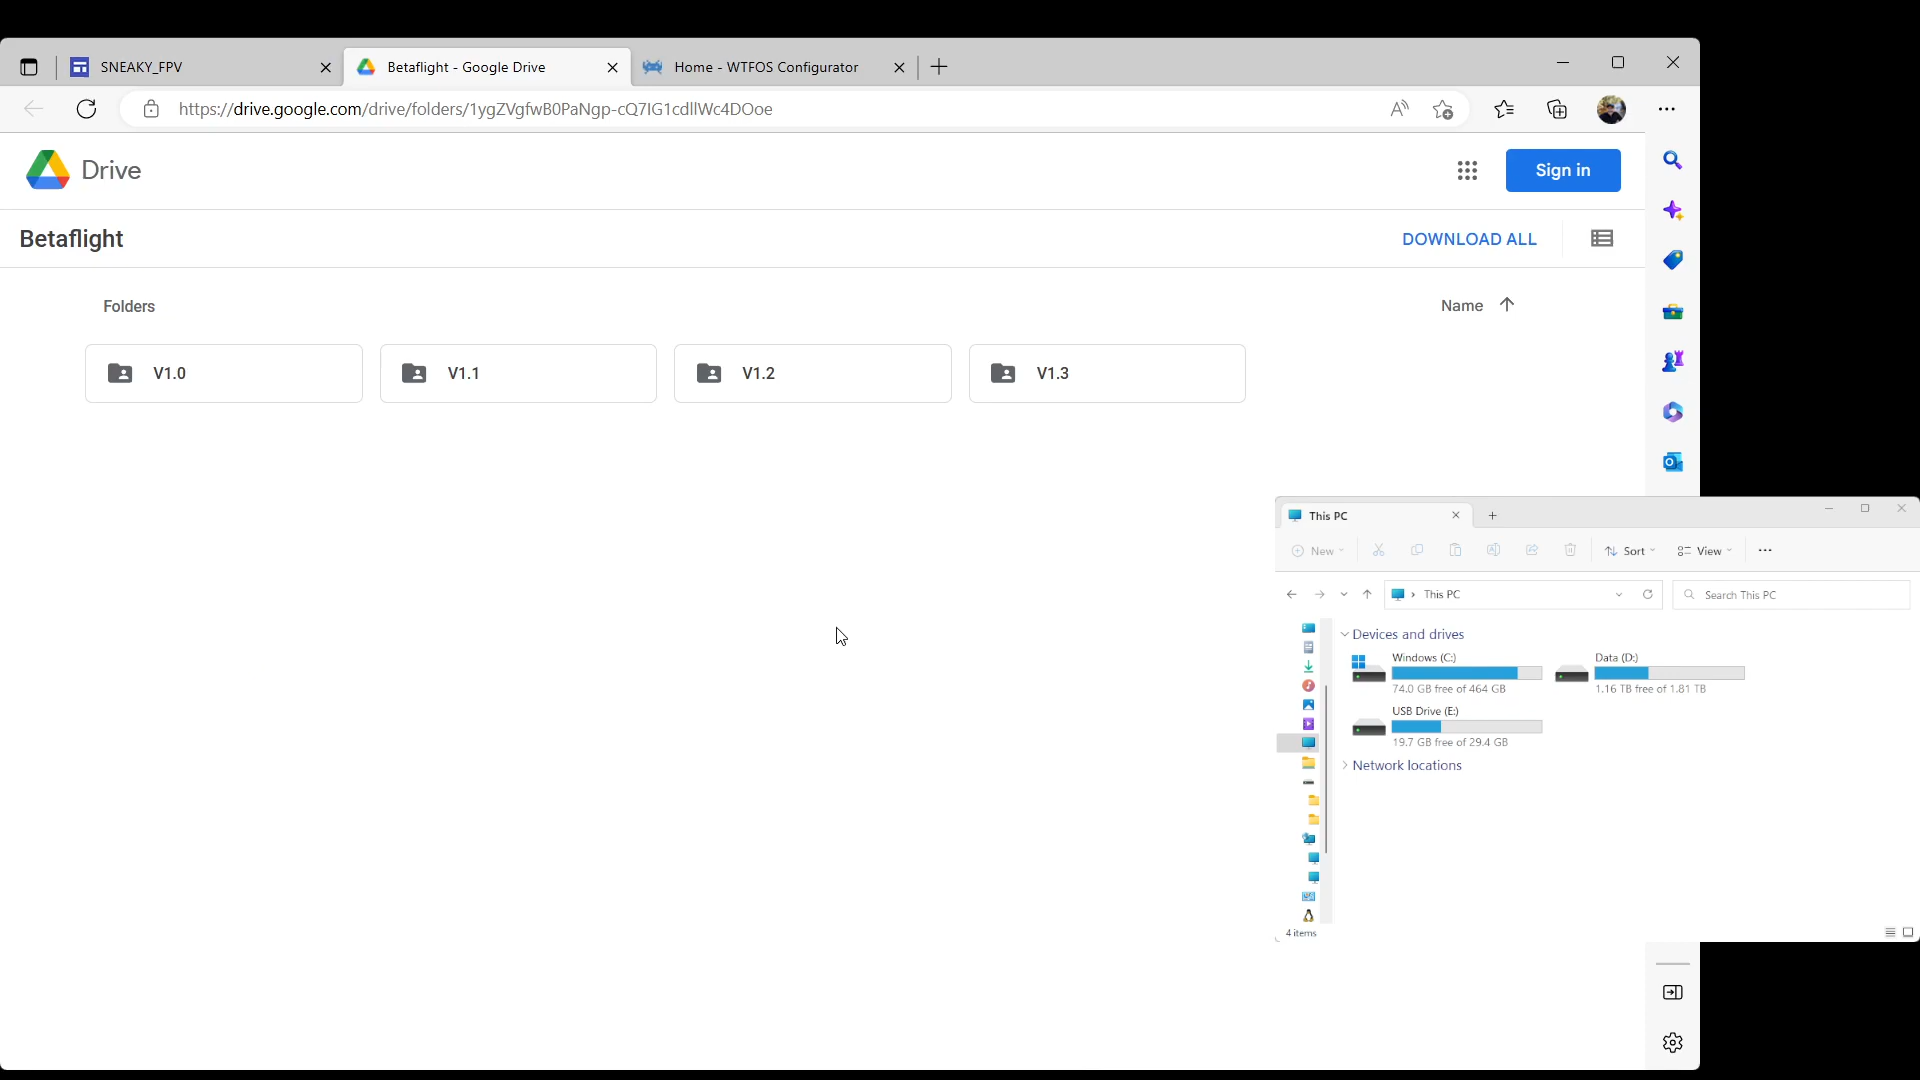 SNEAKY_FPV
Betaflight - Google Drive
Home - WTFOS Configurator
https://drive.google.com/drive/folders/1ygZVgfwB0PaNgp-cQ7IG1cdllWc4DOoe
Drive
Sign in
Betaflight
DOWNLOAD ALL
Folders
Name
V1.0
V1.1
V1.2
V1.3
This PC
New
Sort
View
This PC
Search This PC
Devices and drives
Windows (C:)
74.0 GB free of 464 GB
Data (D:)
1.16 TB free of 1.81 TB
USB Drive (E:)
19.7 GB free of 29.4 GB
Network locations
4 items